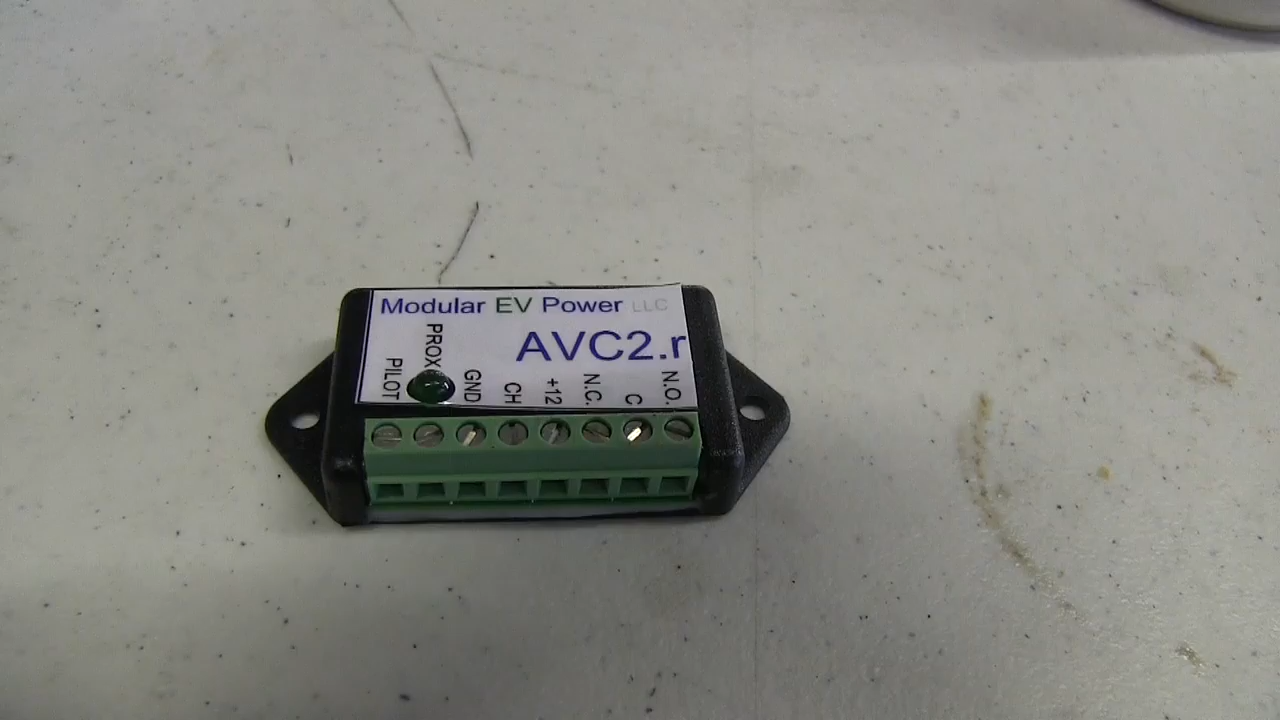 Modular EV Power LLC
AVC2.r
PILOT
PROX
GND
CH
+12
N.C.
C
N.O.